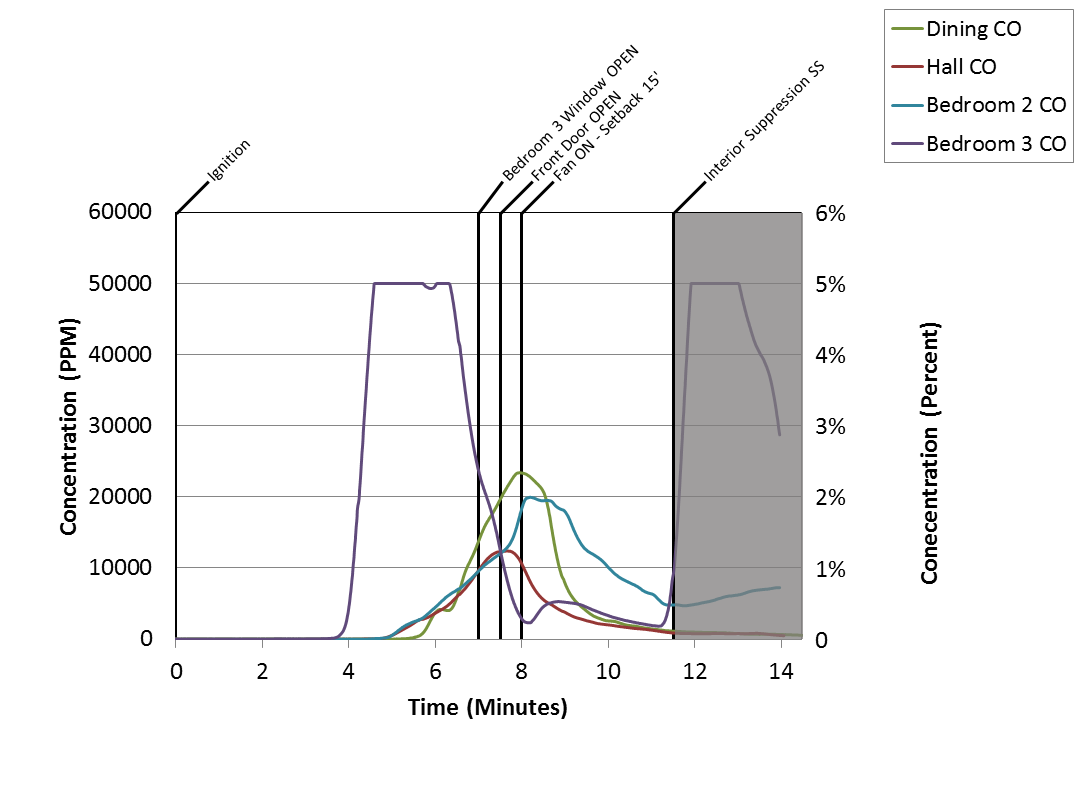 Dining CO
Hall CO
Bedroom 2 CO
Bedroom 3 CO
Ignition
Bedroom 3 Window OPEN
Front Door OPEN
Fan ON - Setback 15'
Interior Suppression SS
60000
50000
40000
30000
20000
10000
0
6%
5%
4%
3%
2%
1%
0
0 2 4 6 8 10 12 14
Concentration (PPM)
Conecentration (Percent)
Time (Minutes)